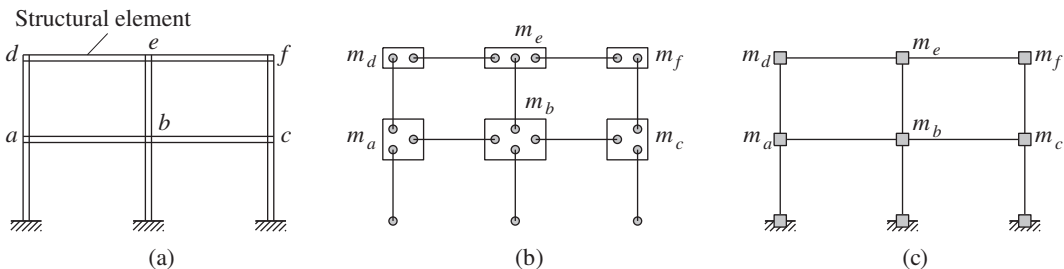 Structural element
d e f
a b c
(a)
m_d m_e m_f
m_a m_b m_c
(b)
m_d m_e m_f
m_a m_b m_c
(c)